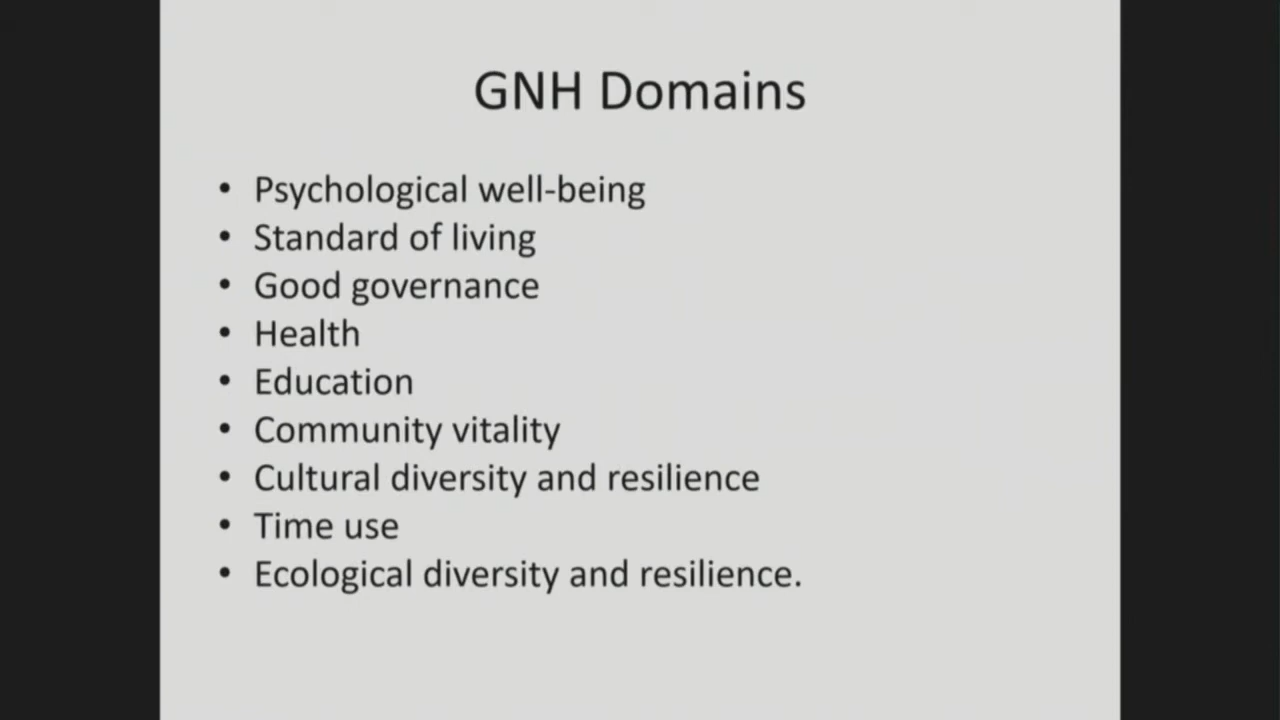 GNH Domains
• Psychological well-being
• Standard of living
• Good governance
• Health
• Education
• Community vitality
• Cultural diversity and resilience
• Time use
• Ecological diversity and resilience.